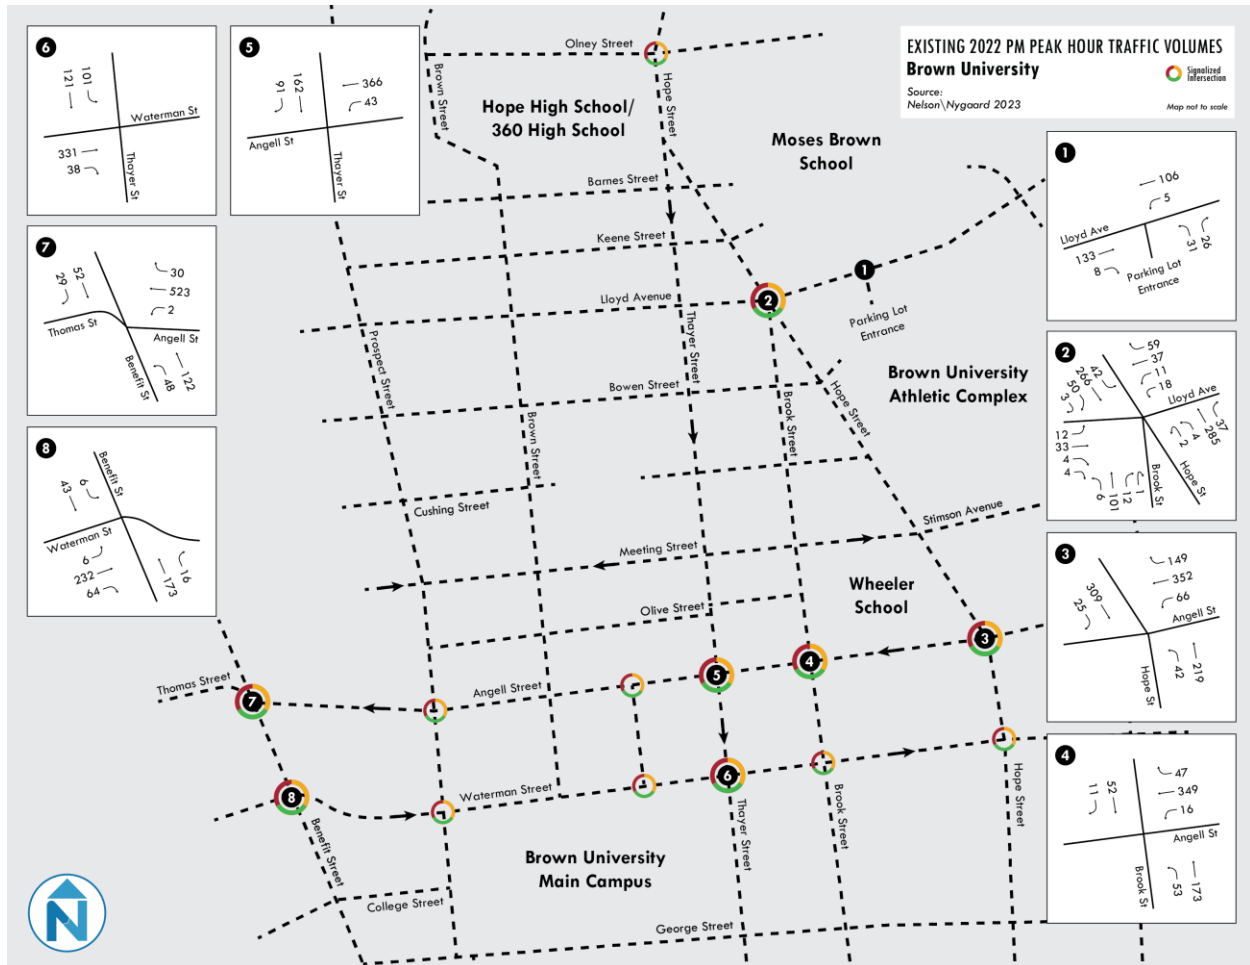 EXISTING 2022 PM PEAK HOUR TRAFFIC VOLUMES
Brown University
Source:
Nelson\Nygaard 2023
Signalized
Intersection
Map not to scale
6
121
101
Waterman St
331
38
Thayer St
5
91
162
366
43
Angell St
Thayer St
7
29
52
30
523
2
Thomas St
Angell St
Benefit St
48
122
8
43
6
Benefit St
Waterman St
6
232
64
173
16
1
106
5
Lloyd Ave
133
8
Parking Lot
Entrance
31
26
2
3
50
266
42
59
37
11
18
Lloyd Ave
12
33
4
4
6
101
12
1
Brook St
Hope St
2
4
285
37
3
25
309
149
352
66
Angell St
Hope St
42
219
4
11
52
47
349
16
Angell St
Brook St
53
173
Olney Street
Brown Street
Hope Street
Hope High School/
360 High School
Moses Brown
School
Barnes Street
Keene Street
1
Lloyd Avenue
2
Parking Lot
Entrance
Prospect Street
Thayer Street
Brown University
Athletic Complex
Bowen Street
Brown Street
Brook Street
Hope Street
Cushing Street
Stimson Avenue
Meeting Street
Wheeler
School
Olive Street
3
4
5
Thomas Street
7
Angell Street
6
8
Waterman Street
Benefit Street
Thayer Street
Brook Street
Hope Street
Brown University
Main Campus
College Street
George Street
N